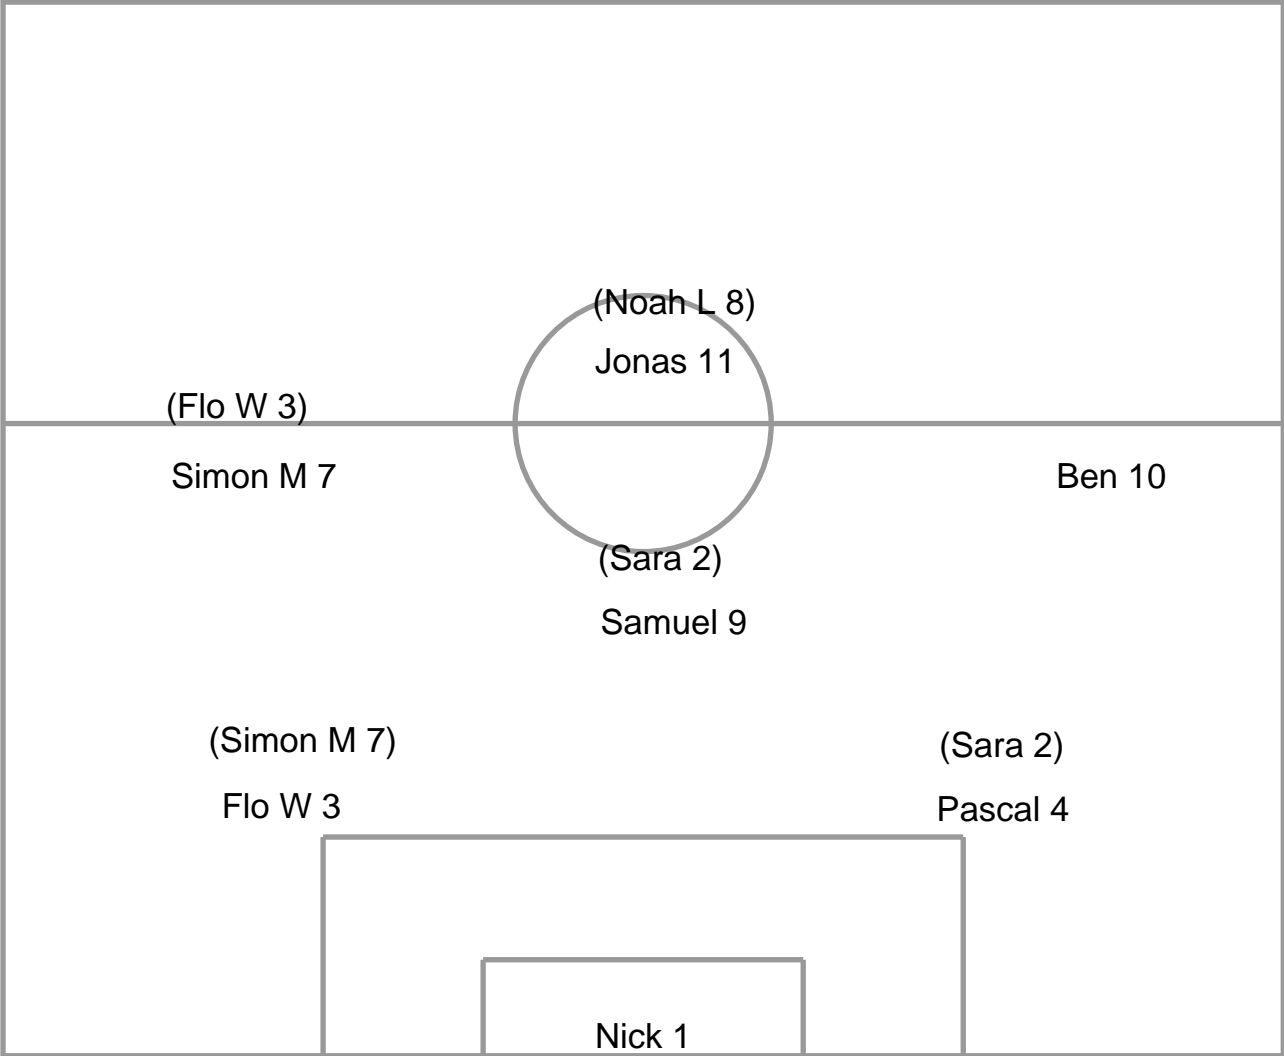 (Noah L 8)
Jonas 11
(Flo W 3)
Simon M 7
Ben 10
(Sara 2)
Samuel 9
(Simon M 7)
(Sara 2)
Flo W 3
Pascal 4
Nick 1